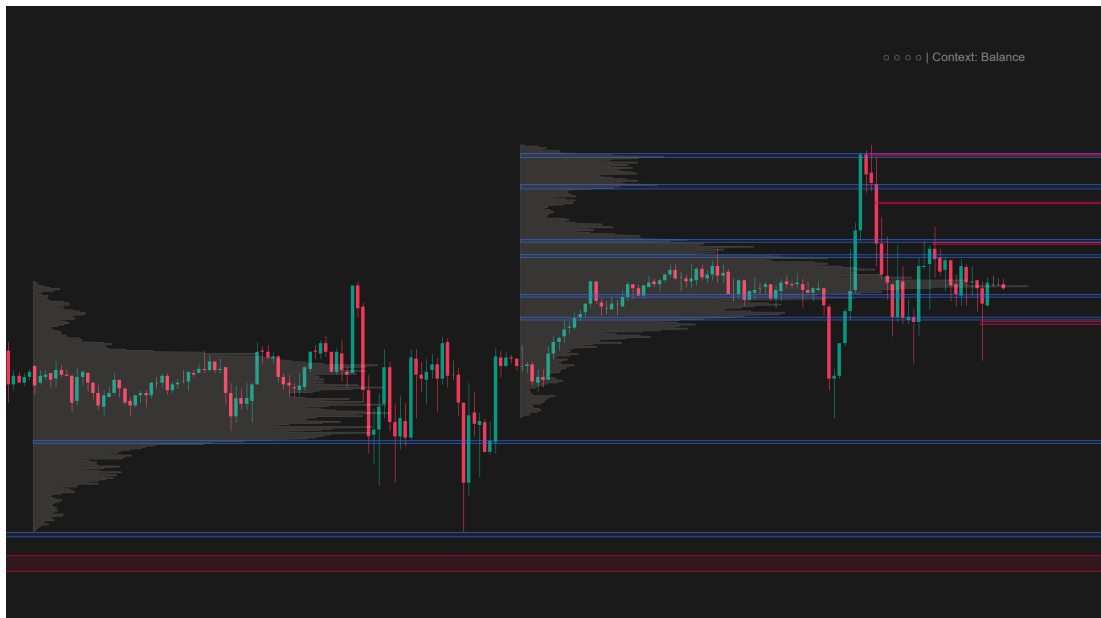 ○ ○ ○ ○ | Context: Balance